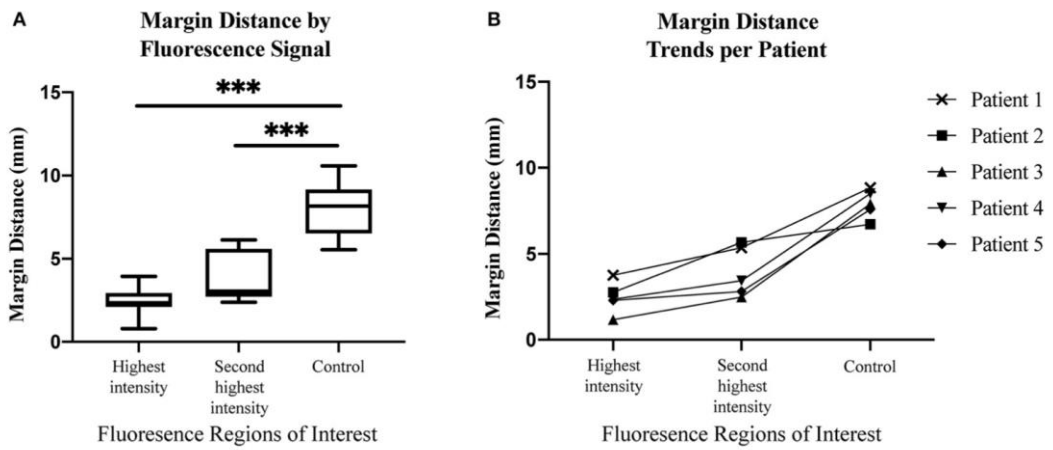 A
Margin Distance by
Fluorescence Signal
***
***
Margin Distance (mm)
15
10
5
0
Highest
intensity
Second
highest
intensity
Control
Fluoresence Regions of Interest
B
Margin Distance
Trends per Patient
Margin Distance (mm)
15
10
5
0
Highest
intensity
Second
highest
intensity
Control
Fluoresence Regions of Interest
Patient 1
Patient 2
Patient 3
Patient 4
Patient 5